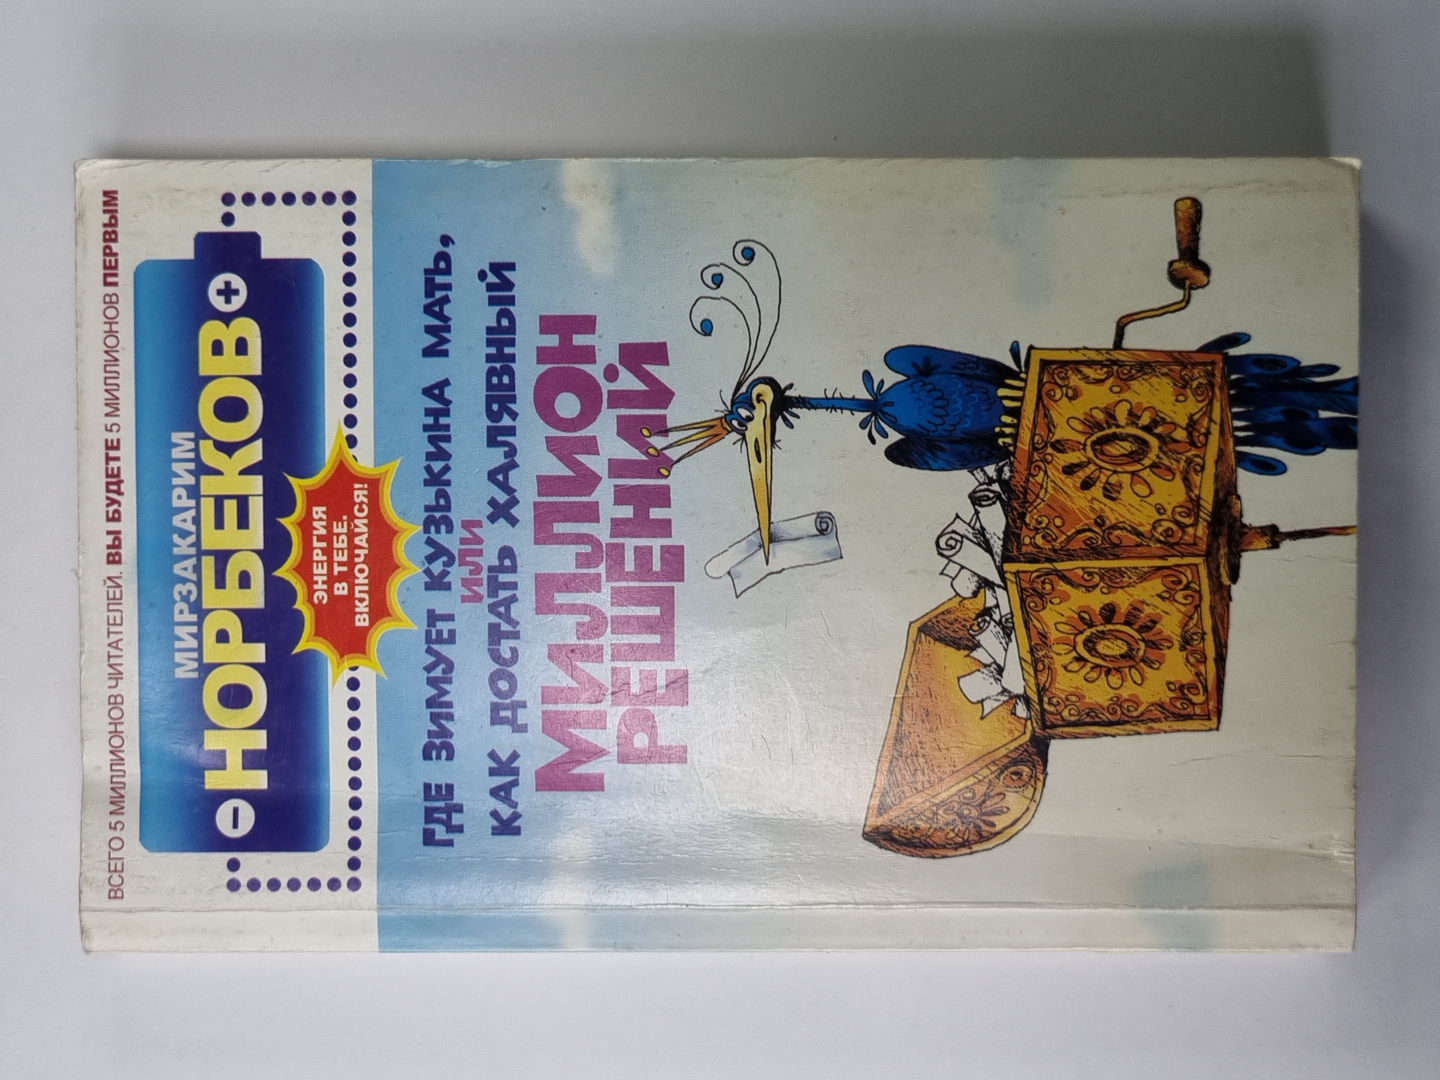 ВСЕГО 5 МИЛЛИОНОВ ЧИТАТЕЛЕЙ. ВЫ БУДЕТЕ 5 МИЛЛИОНОВ ПЕРВЫМ
МИРЗАКАРИМ
НОРБЕКОВ
ЭНЕРГИЯ
В ТЕБЕ.
ВКЛЮЧАЙСЯ!
ГДЕ ЗИМУЕТ КУЗЬКИНА МАТЬ,
ИЛИ
КАК ДОСТАТЬ ХАЛЯВНЫЙ
МИЛЛИОН
РЕШЕНИЙ